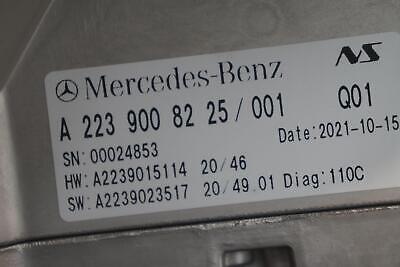 Mercedes-Benz NS
A 223 900 82 25/001 Q01
Date:2021-10-15
SN: 00024853
HW: A2239015114 20/46
SW: A2239023517 20/49.01 Diag: 110C